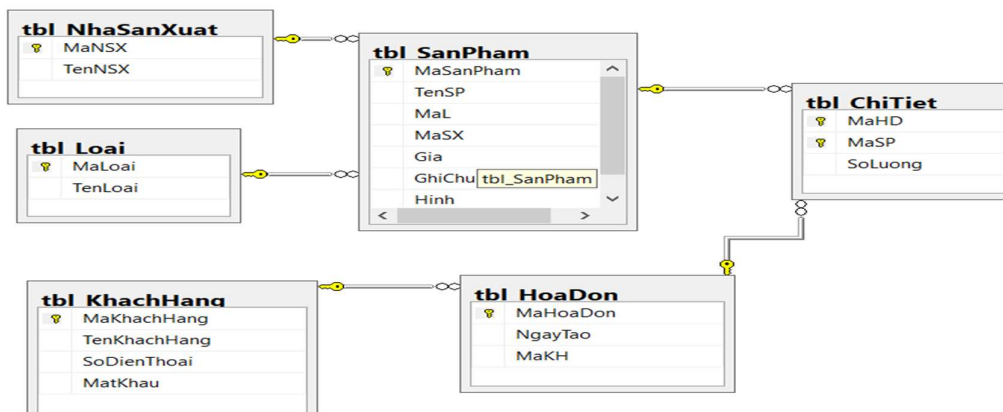 tbl_NhaSanXuat
MaNSX
TenNSX
tbl_SanPham
MaSanPham
TenSP
MaL
MaSX
Gia
GhiChu
tbl_SanPham
Hinh
tbl_ChiTiet
MaHD
MaSP
SoLuong
tbl_Loai
MaLoai
TenLoai
tbl_KhachHang
MaKhachHang
TenKhachHang
SoDienThoai
MatKhau
tbl_HoaDon
MaHoaDon
NgayTao
MaKH